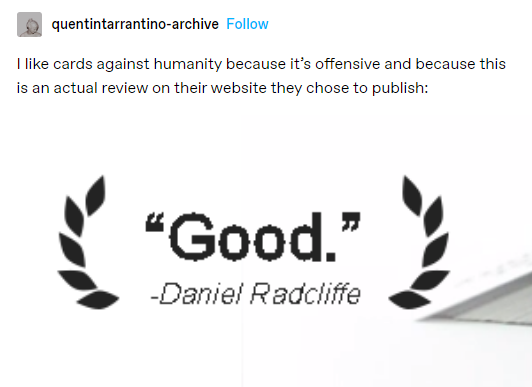 quentintarrantino-archive Follow
I like cards against humanity because it’s offensive and because this
is an actual review on their website they chose to publish:
“Good.”
-Daniel Radcliffe